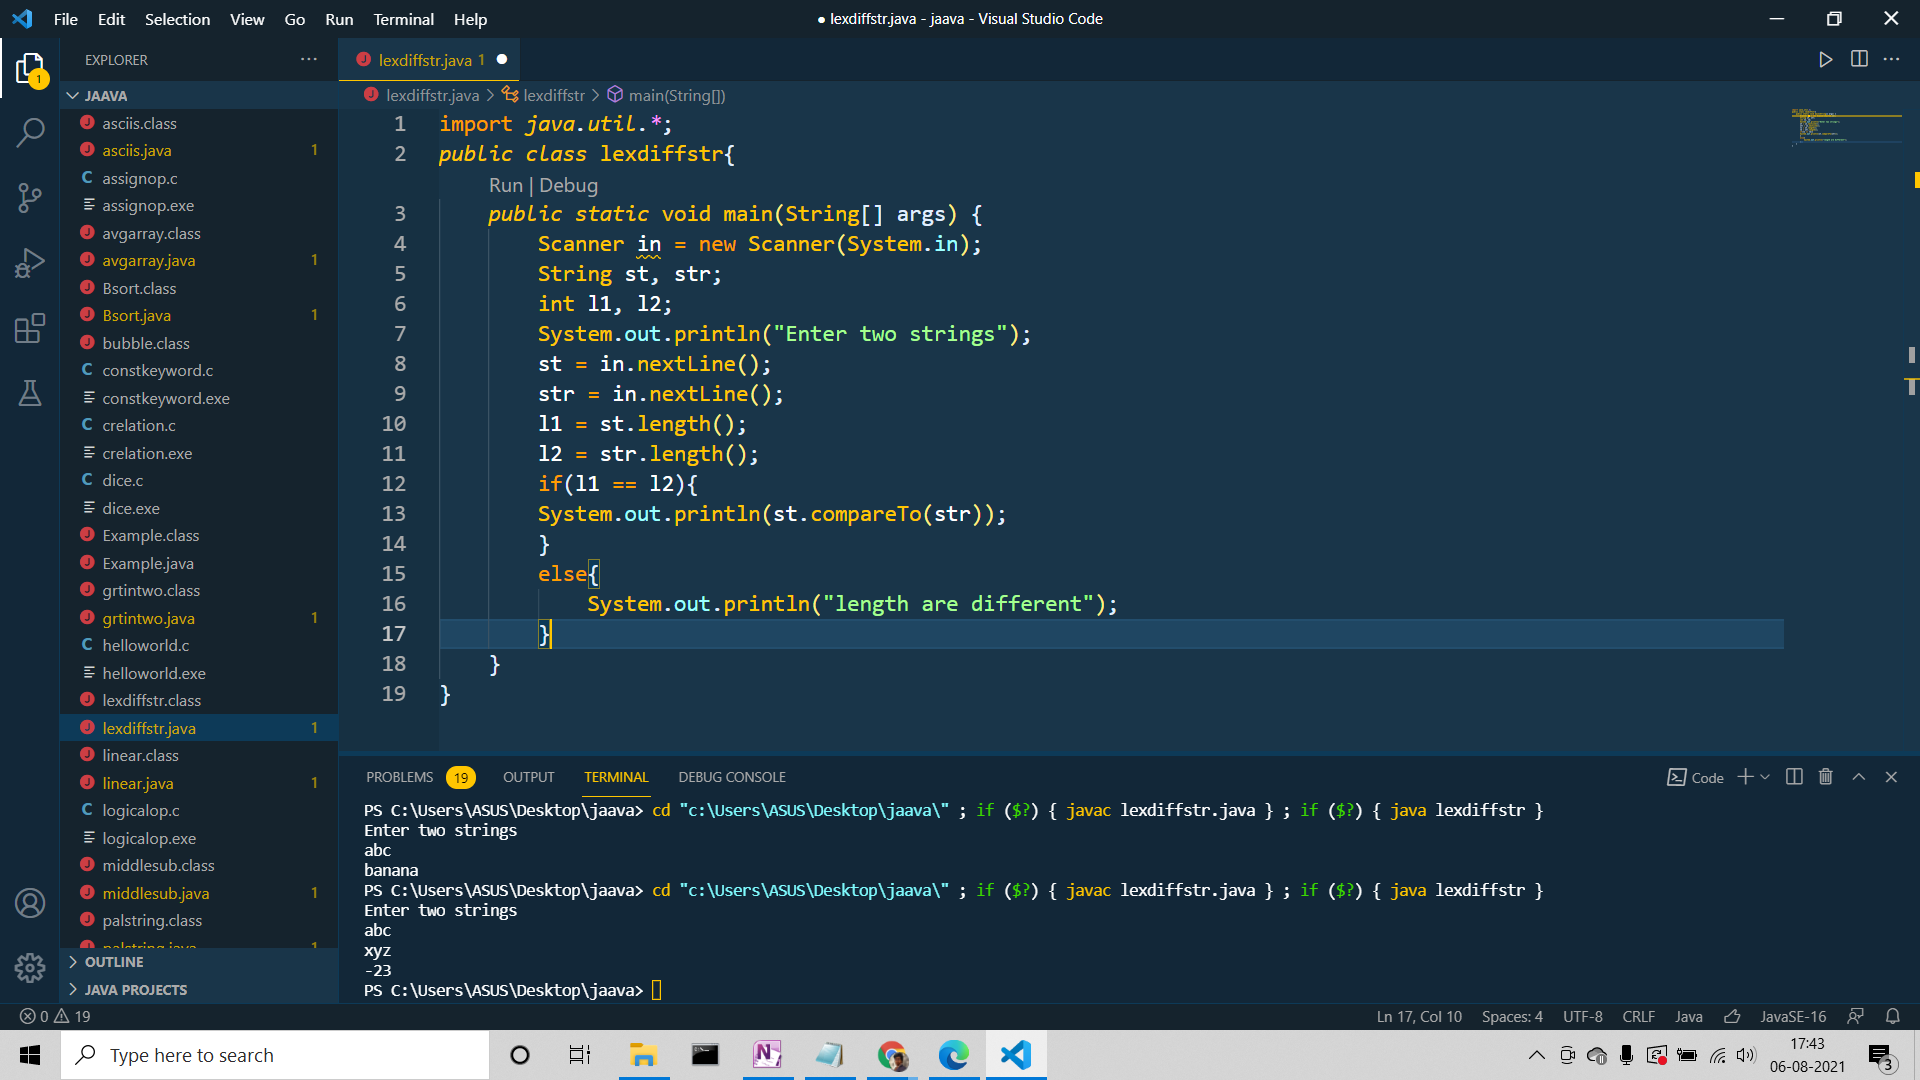 File Edit Selection View Go Run Terminal Help
● lexdiffstr.java - jaava - Visual Studio Code
1
EXPLORER
JAAVA
asciis.class
asciis.java 1
assignop.c
assignop.exe
avgarray.class
avgarray.java 1
Bsort.class
Bsort.java 1
bubble.class
constkeyword.c
constkeyword.exe
crelation.c
crelation.exe
dice.c
dice.exe
Example.class
Example.java
grtintwo.class
grtintwo.java 1
helloworld.c
helloworld.exe
lexdiffstr.class
lexdiffstr.java 1
linear.class
linear.java 1
logicalop.c
logicalop.exe
middlesub.class
middlesub.java 1
palstring.class
palstring.java 1
OUTLINE
JAVA PROJECTS
lexdiffstr.java 1 ●
lexdiffstr.java > lexdiffstr > main(String[])
1 import java.util.*;
2 public class lexdiffstr{
Run | Debug
3 public static void main(String[] args) {
4 Scanner in = new Scanner(System.in);
5 String st, str;
6 int l1, l2;
7 System.out.println("Enter two strings");
8 st = in.nextLine();
9 str = in.nextLine();
10 l1 = st.length();
11 l2 = str.length();
12 if(l1 == l2){
13 System.out.println(st.compareTo(str));
14 }
15 else{
16 System.out.println("length are different");
17 }
18 }
19 }
PROBLEMS 19 OUTPUT TERMINAL DEBUG CONSOLE
Code
PS C:\Users\ASUS\Desktop\jaava> cd "c:\Users\ASUS\Desktop\jaava\" ; if ($?) { javac lexdiffstr.java } ; if ($?) { java lexdiffstr }
Enter two strings
abc
banana
PS C:\Users\ASUS\Desktop\jaava> cd "c:\Users\ASUS\Desktop\jaava\" ; if ($?) { javac lexdiffstr.java } ; if ($?) { java lexdiffstr }
Enter two strings
abc
xyz
-23
PS C:\Users\ASUS\Desktop\jaava>
0 19
Ln 17, Col 10 Spaces: 4 UTF-8 CRLF Java JavaSE-16
Type here to search
17:43
06-08-2021
3